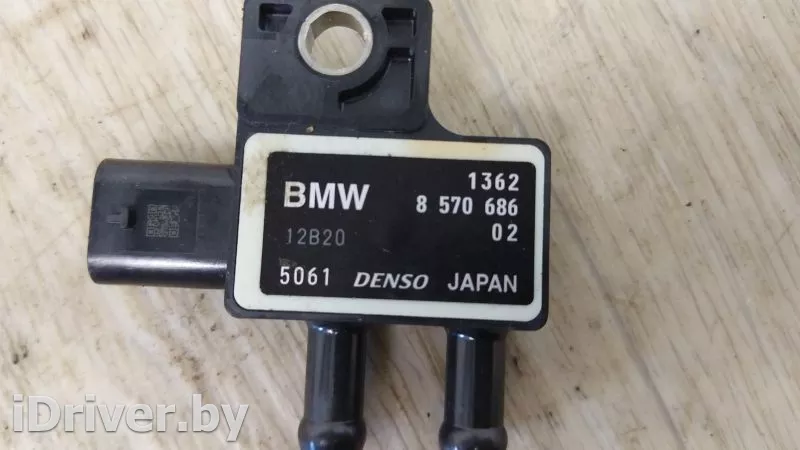 1362
BMW 8 570 686
12B20 02
5061 DENSO JAPAN
iDriver.by